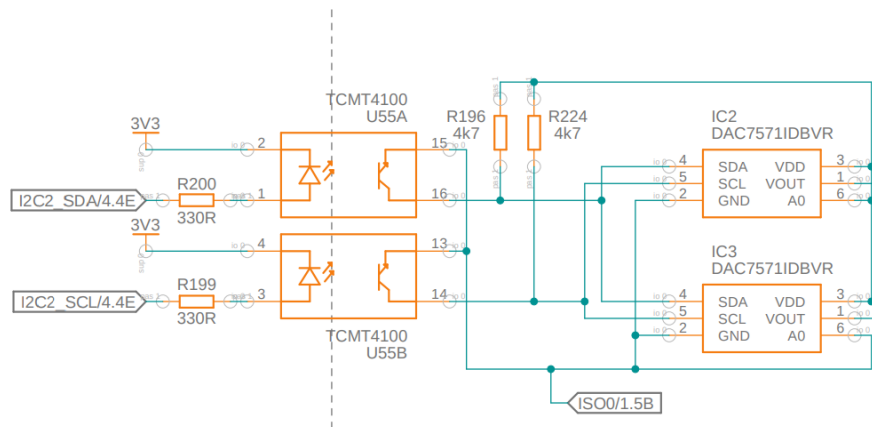 TCMT4100
U55A
3V3
2
15
R196
4k7
R224
4k7
IC2
DAC7571IDBVR
4
SDA
VDD
3
5
SCL
VOUT
1
2
GND
A0
6
I2C2_SDA/4.4E
R200
330R
1
16
3V3
4
13
I2C2_SCL/4.4E
R199
330R
3
14
TCMT4100
U55B
IC3
DAC7571IDBVR
4
SDA
VDD
3
5
SCL
VOUT
1
2
GND
A0
6
ISO0/1.5B